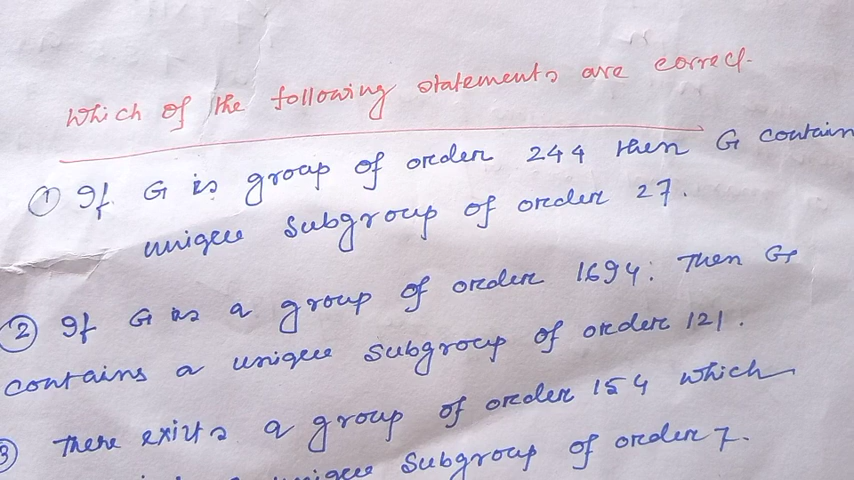 Which of the following statements are correct.
① If G is group of order 244 then G contain
unique subgroup of order 27.
② If G is a group of order 1694: Then G
contains a unique subgroup of order 121.
③ There exists a group of order 154 which
unique subgroup of order 7.